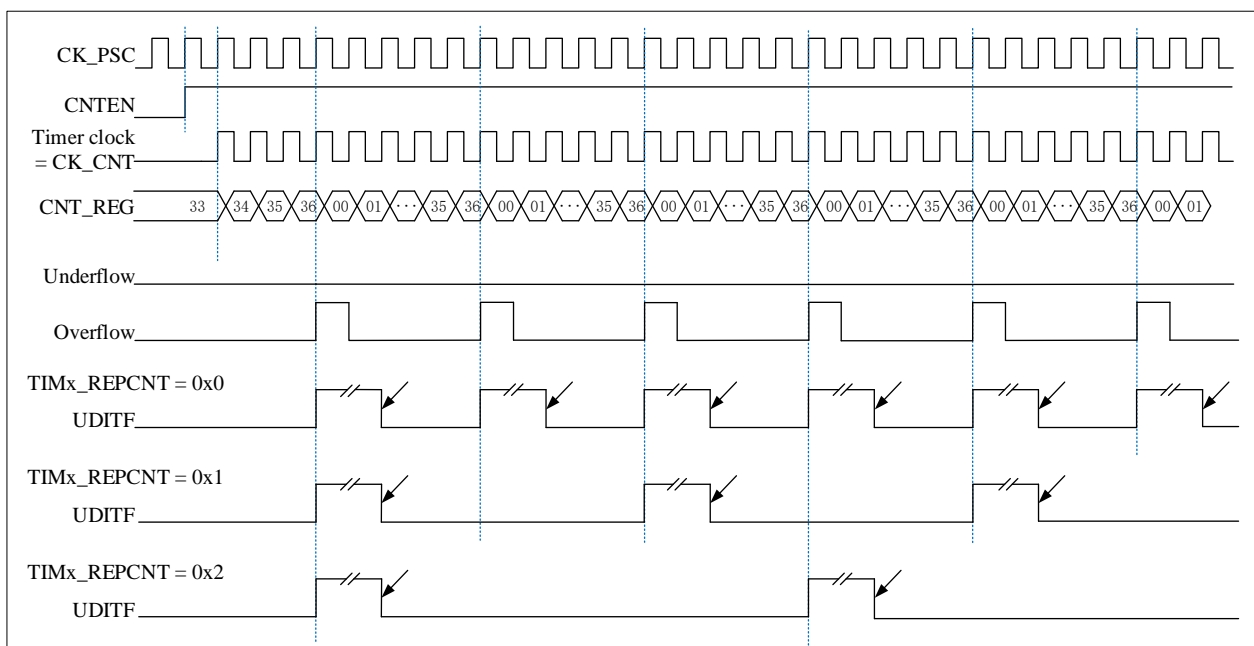 CK_PSC
CNTEN
Timer clock
= CK_CNT
CNT_REG 33 34 35 36 00 01 ··· 35 36 00 01 ··· 35 36 00 01 ··· 35 36 00 01 ··· 35 36 00 01 ··· 35 36 00 01
Underflow
Overflow
TIMx_REPCNT = 0x0
UDITF
TIMx_REPCNT = 0x1
UDITF
TIMx_REPCNT = 0x2
UDITF